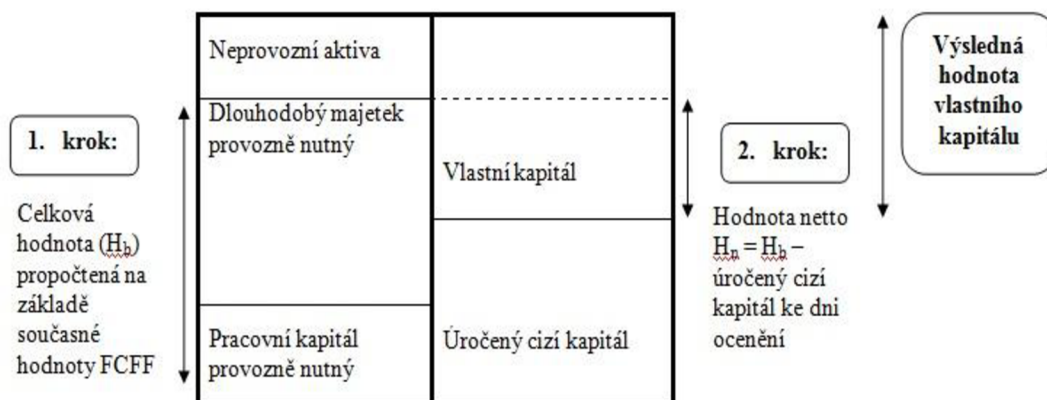 1. krok:
Celková
hodnota (Hb)
propočtená na
základě
současné
hodnoty FCFF
Neprovozní aktiva
Dlouhodobý majetek
provozně nutný
Pracovní kapitál
provozně nutný
Vlastní kapitál
Úročený cizí kapitál
2. krok:
Hodnota netto
Hn = Hb –
úročený cizí
kapitál ke dni
ocenění
Výsledná
hodnota
vlastního
kapitálu